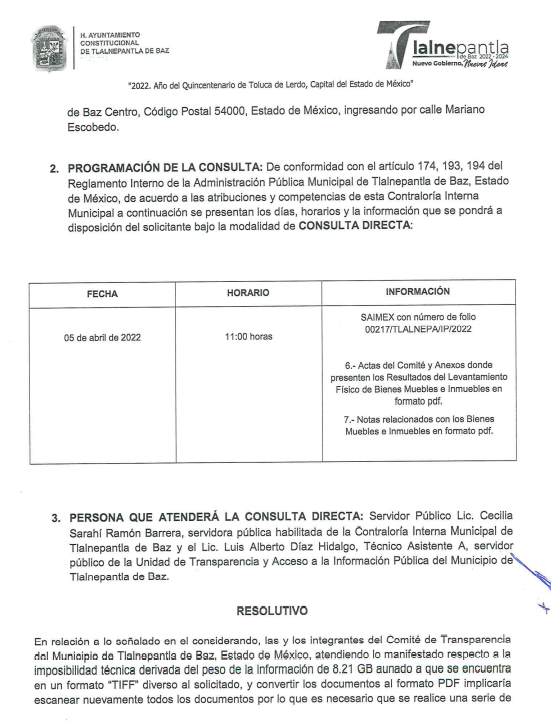 H. AYUNTAMIENTO
CONSTITUCIONAL
DE TLALNEPANTLA DE BAZ
Tlalnepantla
de Baz 2022 - 2024
Nuevo Gobierno, Nuevas Ideas
"2022. Año del Quincentenario de Toluca de Lerdo, Capital del Estado de México"
de Baz Centro, Código Postal 54000, Estado de México, ingresando por calle Mariano
Escobedo.
2. PROGRAMACIÓN DE LA CONSULTA: De conformidad con el artículo 174, 193, 194 del
Reglamento Interno de la Administración Pública Municipal de Tlalnepantla de Baz, Estado
de México, de acuerdo a las atribuciones y competencias de esta Contraloría Interna
Municipal a continuación se presentan los días, horarios y la información que se pondrá a
disposición del solicitante bajo la modalidad de CONSULTA DIRECTA:
FECHA HORARIO INFORMACIÓN
05 de abril de 2022
11:00 horas
SAIMEX con número de folio
00217/TLALNEPA/IP/2022
6.- Actas del Comité y Anexos donde
presenten los Resultados del Levantamiento
Físico de Bienes Muebles e Inmuebles en
formato pdf.
7.- Notas relacionados con los Bienes
Muebles e Inmuebles en formato pdf.
3. PERSONA QUE ATENDERÁ LA CONSULTA DIRECTA: Servidor Público Lic. Cecilia
Sarahí Ramón Barrera, servidora pública habilitada de la Contraloría Interna Municipal de
Tlalnepantla de Baz y el Lic. Luis Alberto Díaz Hidalgo, Técnico Asistente A, servidor
público de la Unidad de Transparencia y Acceso a la Información Pública del Municipio de
Tlalnepantla de Baz.
RESOLUTIVO
En relación a lo señalado en el considerando, las y los integrantes del Comité de Transparencia
del Municipio de Tlalnepantla de Baz, Estado de México, atendiendo lo manifestado respecto a la
imposibilidad técnica derivada del peso de la información de 8.21 GB aunado a que se encuentra
en un formato "TIFF" diverso al solicitado, y convertir los documentos al formato PDF implicaría
escanear nuevamente todos los documentos por lo que es necesario que se realice una serie de